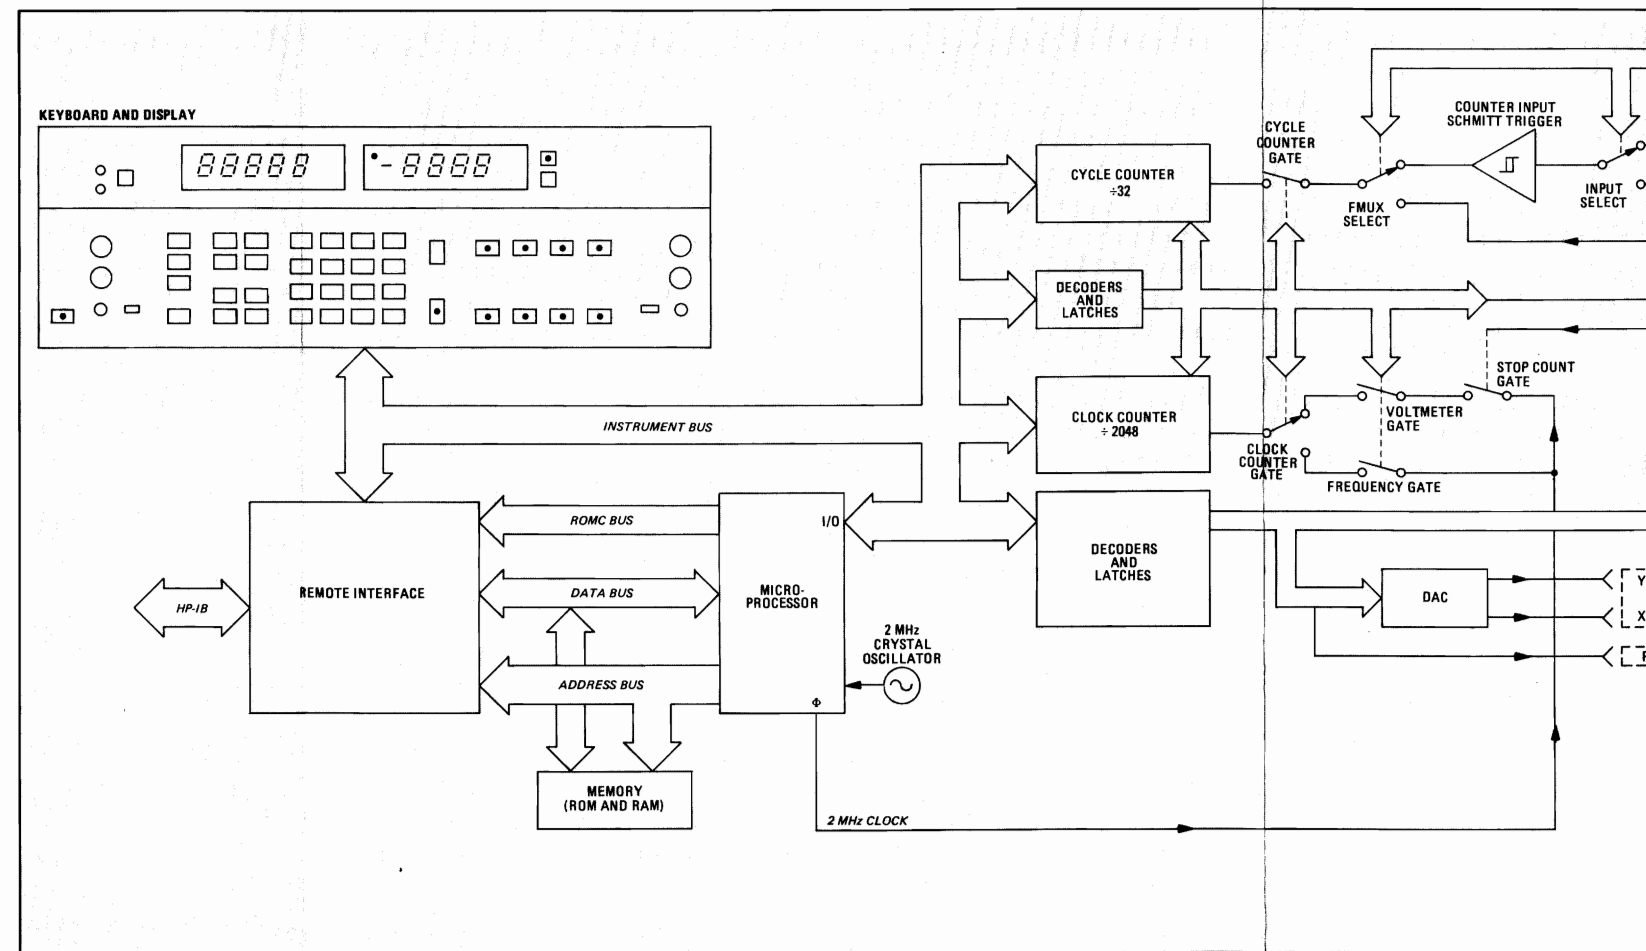 KEYBOARD AND DISPLAY
88888
-8888
COUNTER INPUT
SCHMITT TRIGGER
CYCLE
COUNTER
GATE
CYCLE COUNTER
÷32
FMUX
SELECT
INPUT
SELECT
DECODERS
AND
LATCHES
STOP COUNT
GATE
CLOCK COUNTER
÷ 2048
VOLTMETER
GATE
CLOCK
COUNTER
GATE
FREQUENCY GATE
INSTRUMENT BUS
ROMC BUS
I/O
DECODERS
AND
LATCHES
HP-IB
REMOTE INTERFACE
DATA BUS
MICRO-
PROCESSOR
DAC
Y
X
2 MHz
CRYSTAL
OSCILLATOR
ADDRESS BUS
Φ
MEMORY
(ROM AND RAM)
2 MHz CLOCK